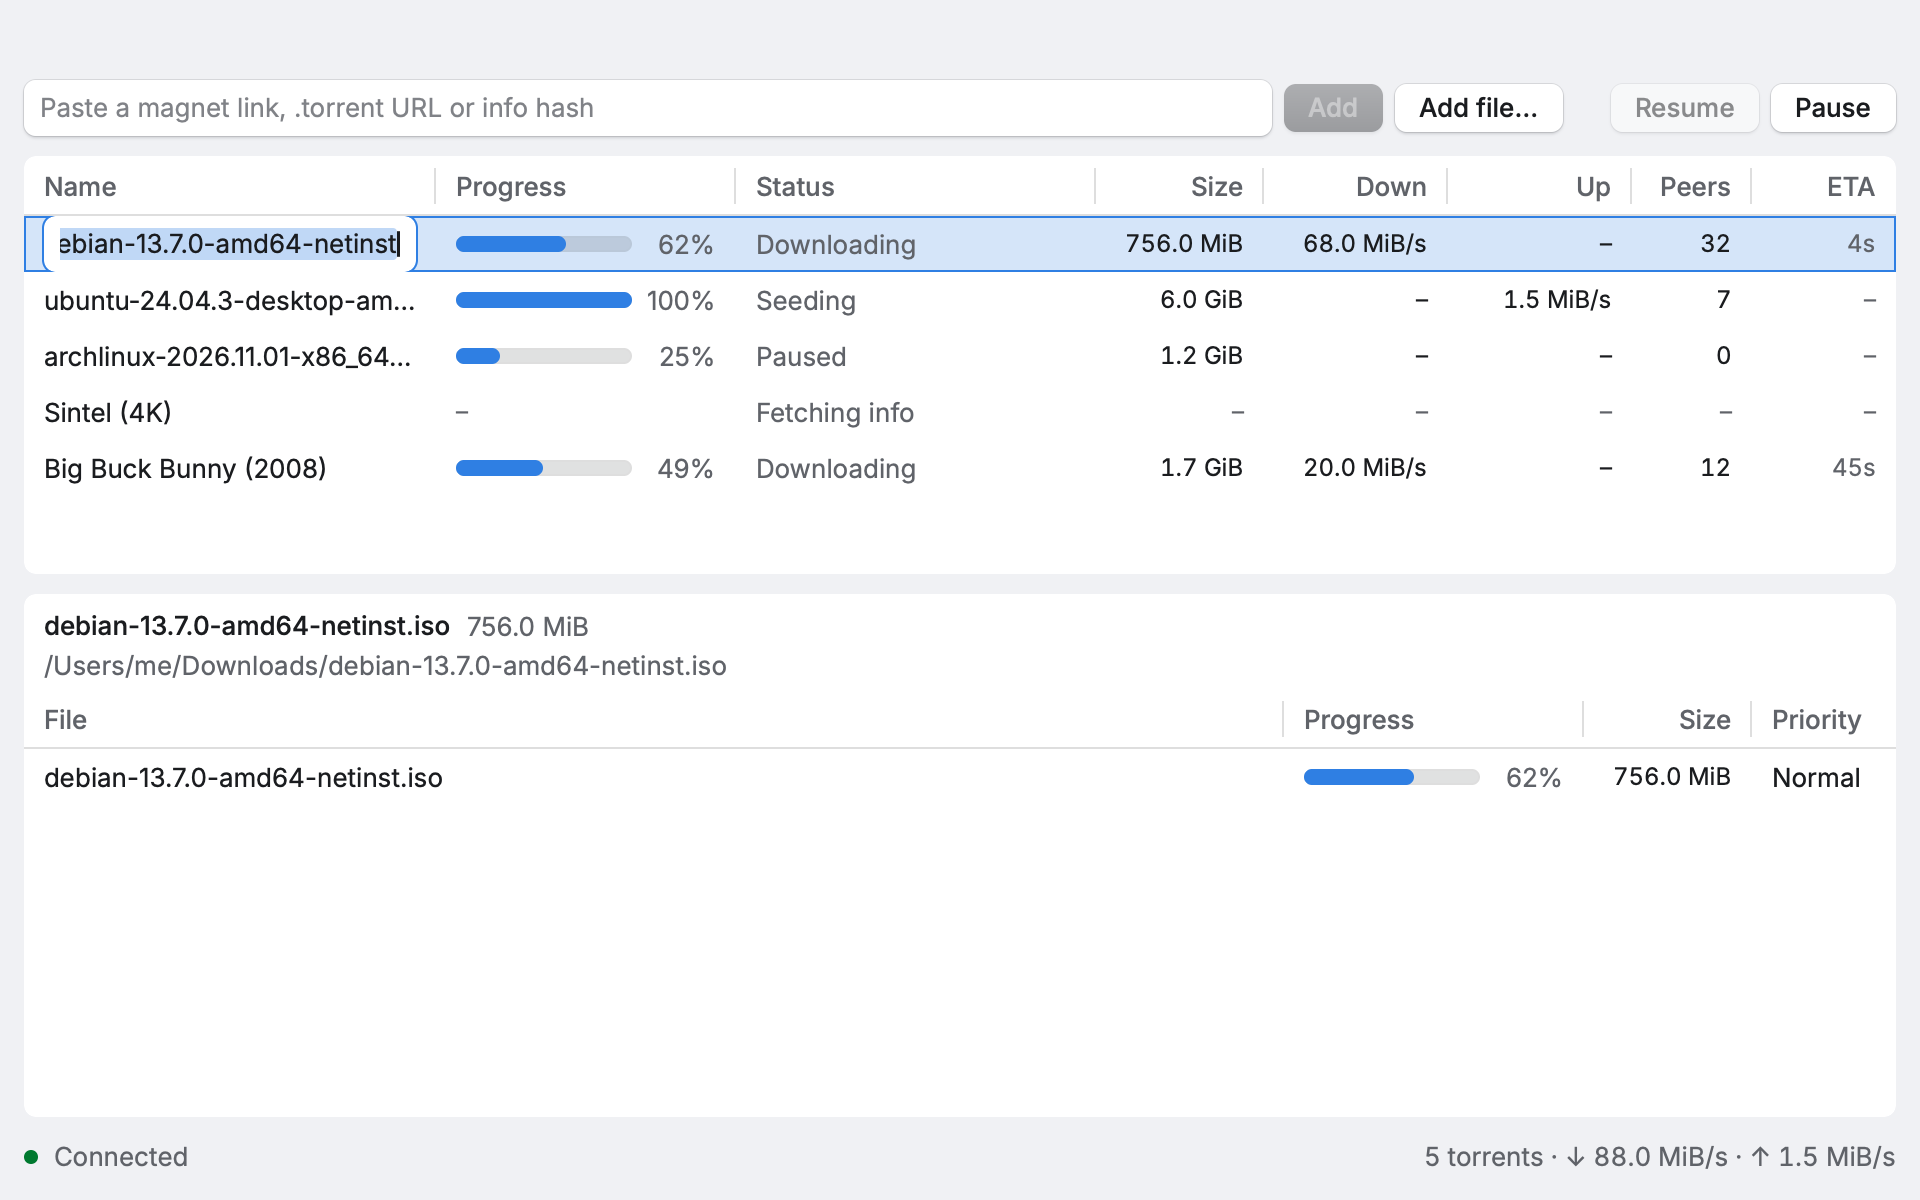 Paste a magnet link, .torrent URL or info hash Add Add file... Resume Pause
Name Progress Status Size Down Up Peers ETA
ebian-13.7.0-amd64-netinst 62% Downloading 756.0 MiB 68.0 MiB/s – 32 4s
ubuntu-24.04.3-desktop-am... 100% Seeding 6.0 GiB – 1.5 MiB/s 7 –
archlinux-2026.11.01-x86_64... 25% Paused 1.2 GiB – – 0 –
Sintel (4K) – Fetching info – – – – –
Big Buck Bunny (2008) 49% Downloading 1.7 GiB 20.0 MiB/s – 12 45s
debian-13.7.0-amd64-netinst.iso 756.0 MiB
/Users/me/Downloads/debian-13.7.0-amd64-netinst.iso
File Progress Size Priority
debian-13.7.0-amd64-netinst.iso 62% 756.0 MiB Normal
Connected 5 torrents · ↓ 88.0 MiB/s · ↑ 1.5 MiB/s